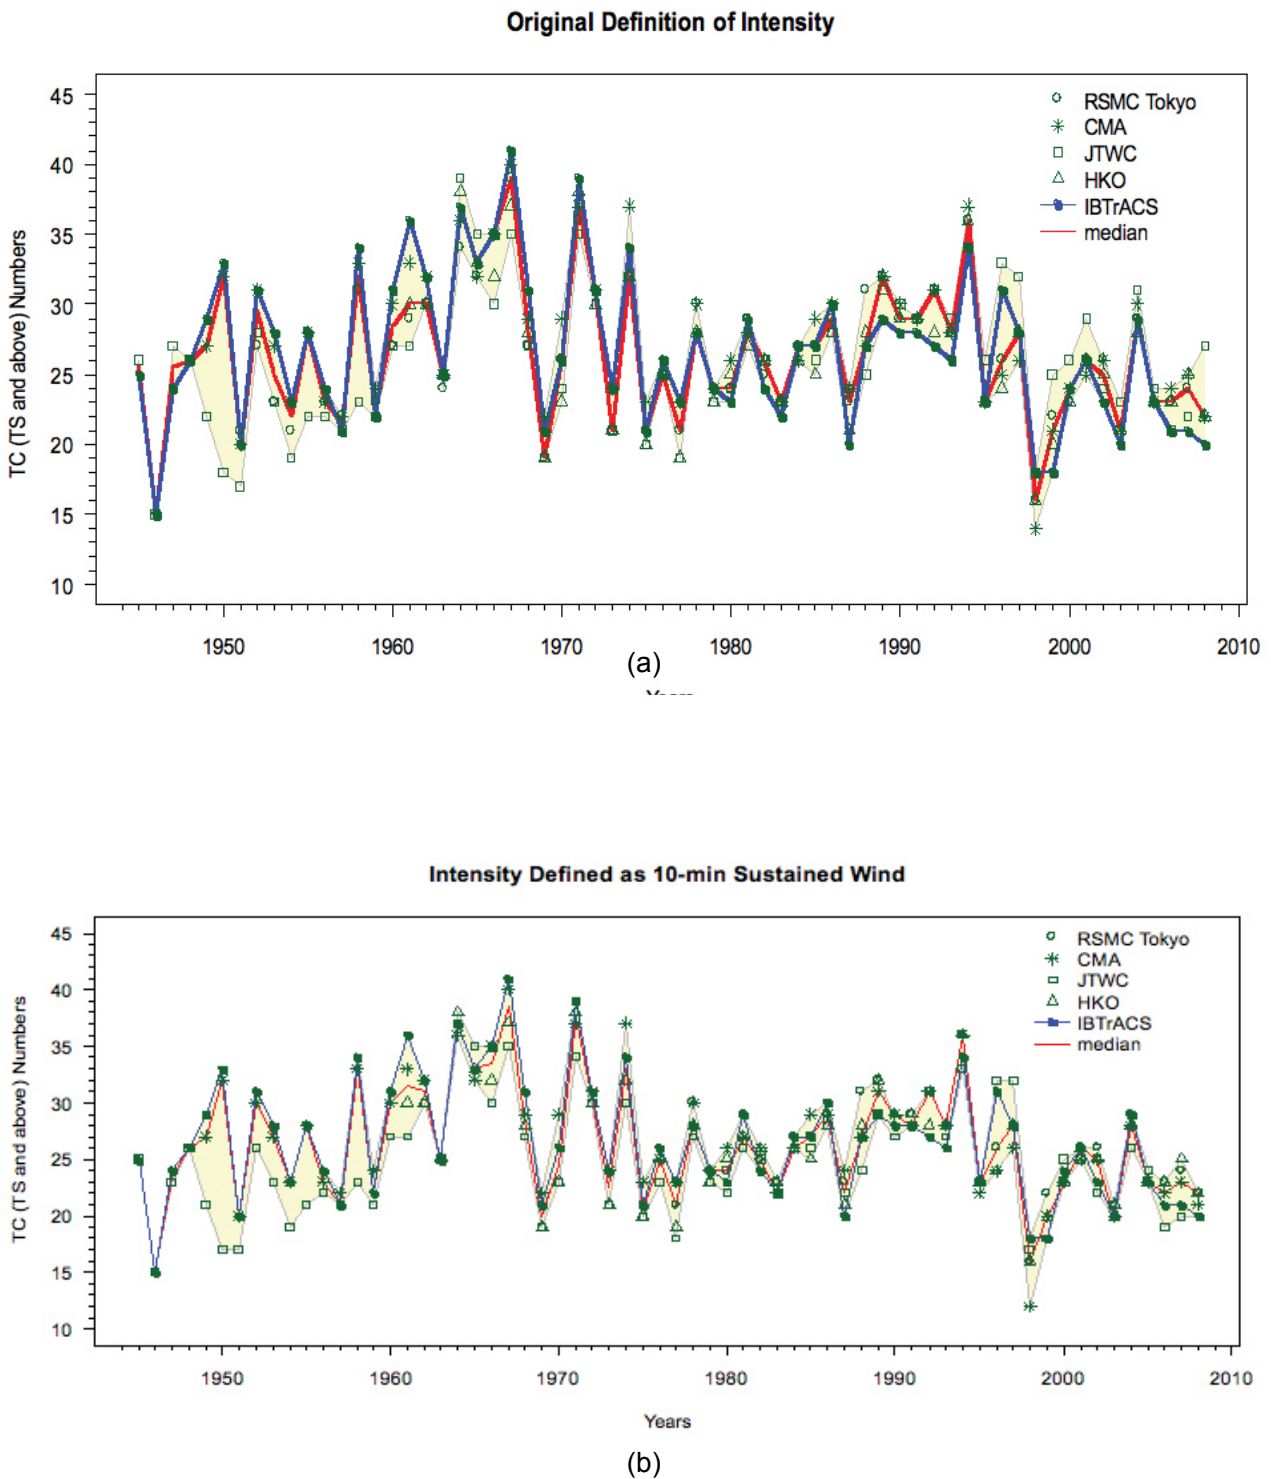 Original Definition of Intensity
TC (TS and above) Numbers
45
40
35
30
25
20
15
10
RSMC Tokyo
CMA
JTWC
HKO
IBTrACS
median
1950 1960 1970 1980 1990 2000 2010
(a)
Years
Intensity Defined as 10-min Sustained Wind
TC (TS and above) Numbers
45
40
35
30
25
20
15
10
RSMC Tokyo
CMA
JTWC
HKO
IBTrACS
median
1950 1960 1970 1980 1990 2000 2010
Years
(b)